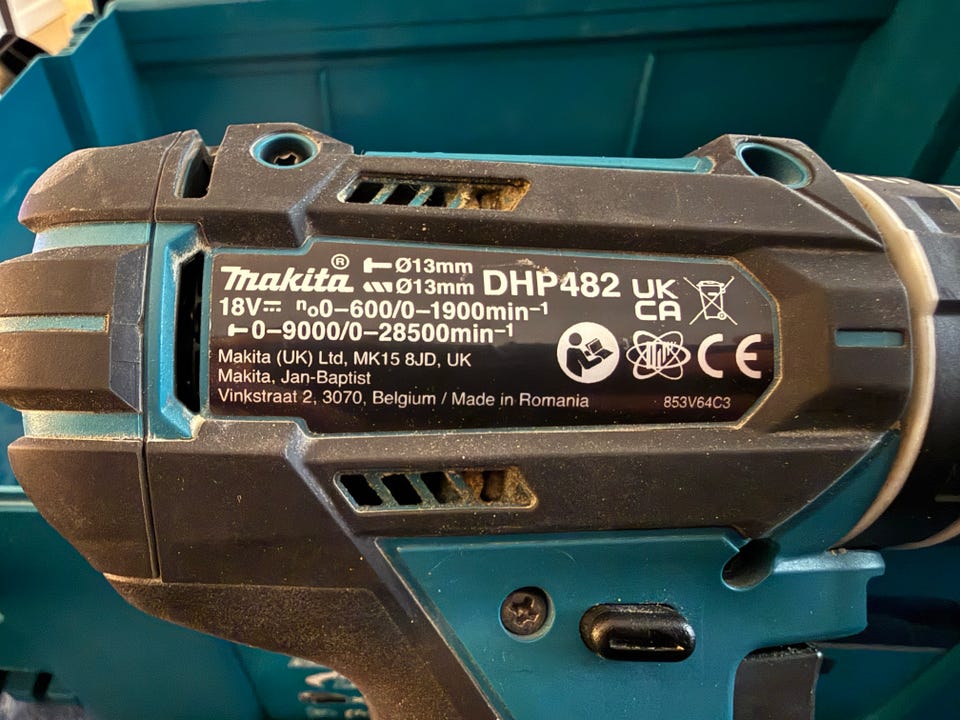 makita® Ø13mm DHP482 UK
Ø13mm CA
18V n₀0–600/0–1900min⁻¹
0–9000/0–28500min⁻¹
CE
Makita (UK) Ltd, MK15 8JD, UK
Makita, Jan-Baptist
Vinkstraat 2, 3070, Belgium / Made in Romania 853V64C3